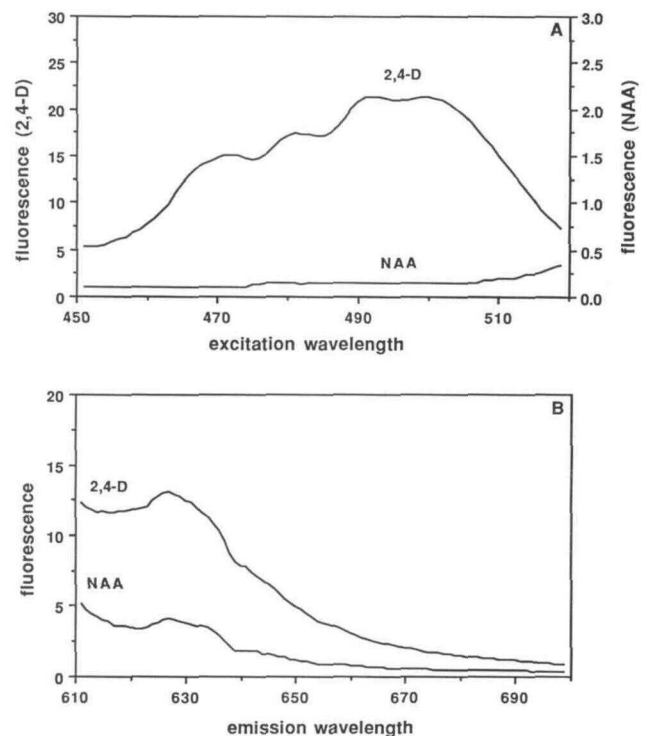 A
fluorescence (2,4-D)
30
25
20
15
10
5
0
2,4-D
NAA
3.0
2.5
2.0
1.5
1.0
0.5
0.0
fluorescence (NAA)
450 470 490 510
excitation wavelength
B
fluorescence
20
15
10
5
0
2,4-D
NAA
610 630 650 670 690
emission wavelength